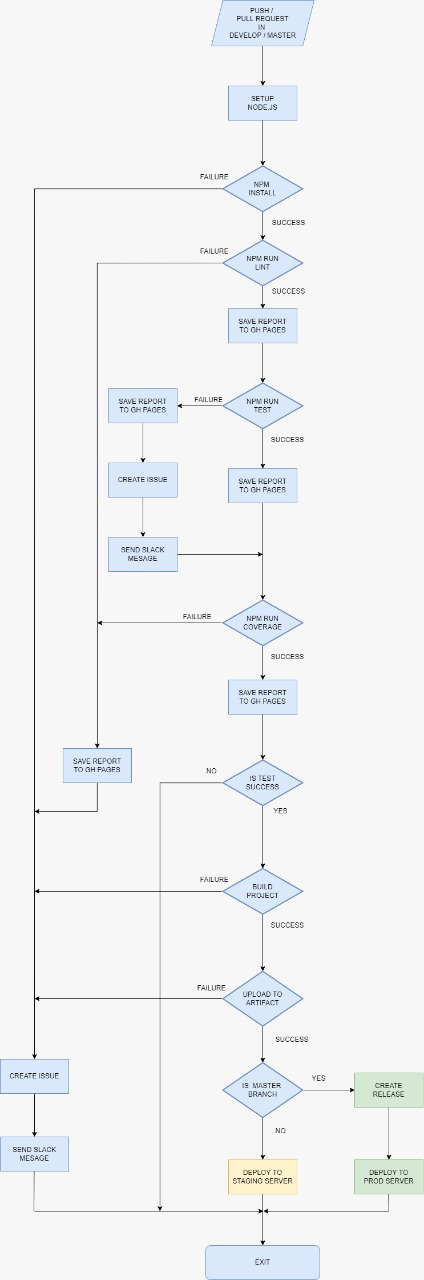 PUSH /
PULL REQUEST
IN
DEVELOP / MASTER
SETUP
NODE.JS
FAILURE
NPM
INSTALL
SUCCESS
FAILURE
NPM RUN
LINT
SUCCESS
SAVE REPORT
TO GH PAGES
SAVE REPORT
TO GH PAGES
FAILURE
NPM RUN
TEST
SUCCESS
CREATE ISSUE
SAVE REPORT
TO GH PAGES
SEND SLACK
MESAGE
FAILURE
NPM RUN
COVERAGE
SUCCESS
SAVE REPORT
TO GH PAGES
SAVE REPORT
TO GH PAGES
NO
IS TEST
SUCCESS
YES
FAILURE
BUILD
PROJECT
SUCCESS
FAILURE
UPLOAD TO
ARTIFACT
SUCCESS
CREATE ISSUE
IS MASTER
BRANCH
YES
CREATE
RELEASE
NO
SEND SLACK
MESAGE
DEPLOY TO
STAGING SERVER
DEPLOY TO
PROD SERVER
EXIT